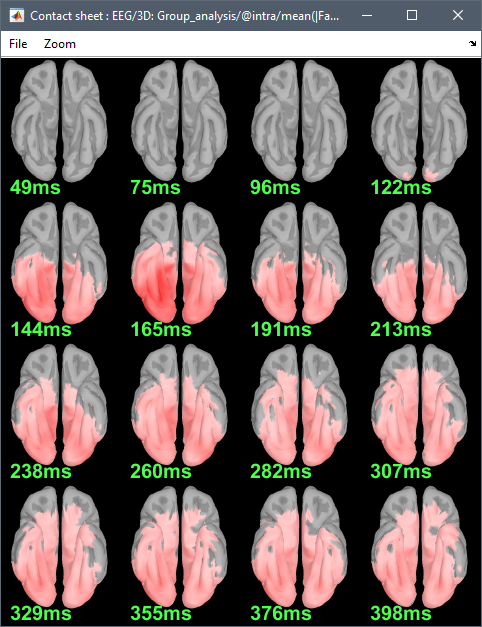 Contact sheet : EEG/3D: Group_analysis/@intra/mean(|Fa...
File Zoom
49ms 75ms 96ms 122ms
144ms 165ms 191ms 213ms
238ms 260ms 282ms 307ms
329ms 355ms 376ms 398ms